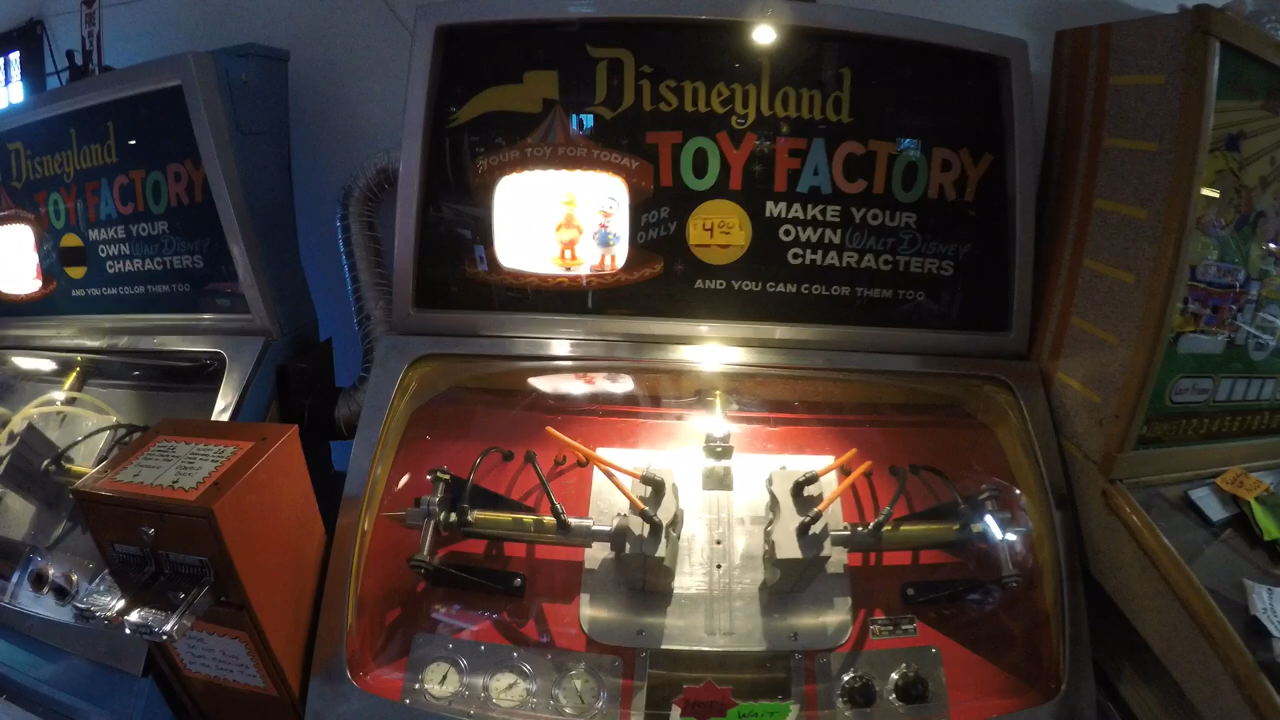 Disneyland
TOY FACTORY
MAKE YOUR
OWN Walt Disney
CHARACTERS
AND YOU CAN COLOR THEM TOO
Disneyland
TOY FACTORY
YOUR TOY FOR TODAY
FOR
ONLY
4.00
MAKE YOUR
OWN Walt Disney
CHARACTERS
AND YOU CAN COLOR THEM TOO
HOT!
WAIT